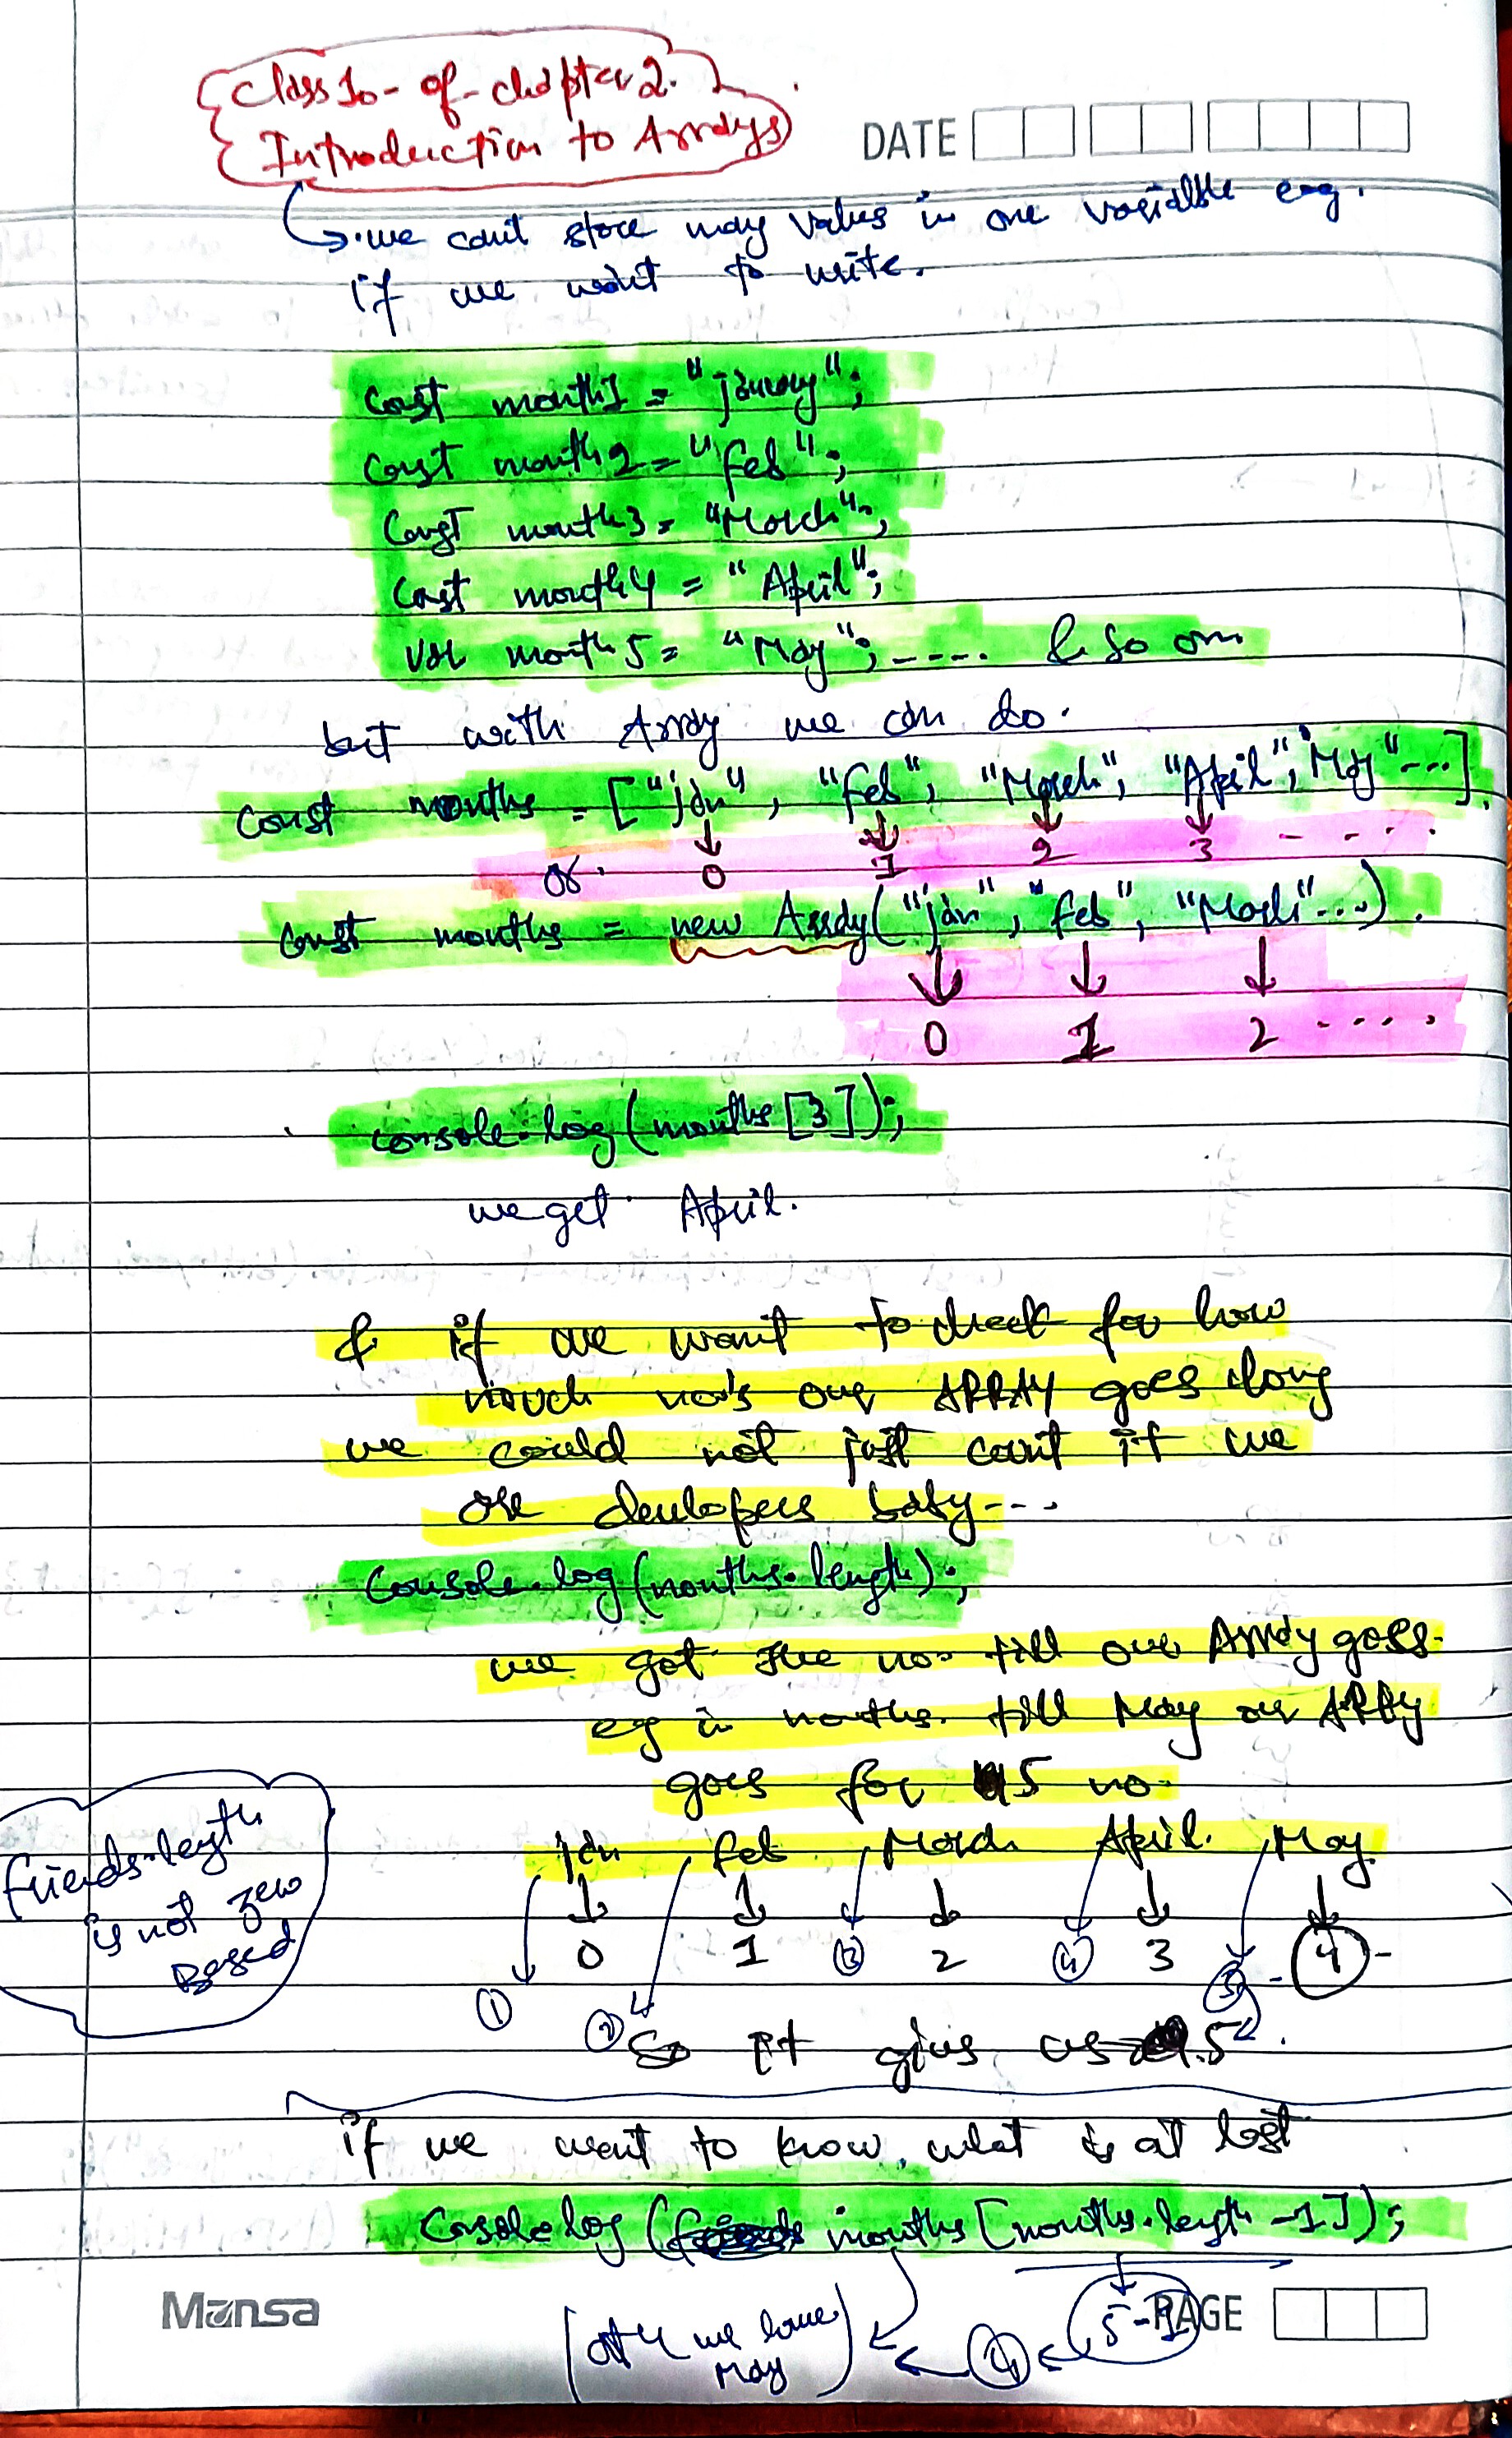 class 10- of- chapter 2.
Introduction to Arrays
DATE
we can't store many values in one variable e.g.
if we want to write.
const month1 = "january";
const month2 = "feb";
const month3 = "March";
const month4 = "April";
var month5 = "May"; ---- & so on
but with Array we can do.
const months = ["jan", "feb", "March", "April", "May"...]
0 1 2 3 - - . .
or.
const months = new Array("jan", "feb", "March"...).
0 1 2 . . . .
console.log(months[3]);
we get April.
& if we want to check for how
much no's our ARRAY goes long
we could not just count it we
are developers baby---
console.log(months.length);
we got the no. till our Array goes.
eg in months. till May our ARRAY
goes for 5 no.
friends.length
is not zero
Based
jan feb March April. May
0 1 ③ 2 ④ 3 ⑤ - ④ -
① ② So it gives us 5.
if we want to know, what is at last
console.log(months[months.length -1]);
Mansa
5 - 1
PAGE
(at 4 we have May) ④